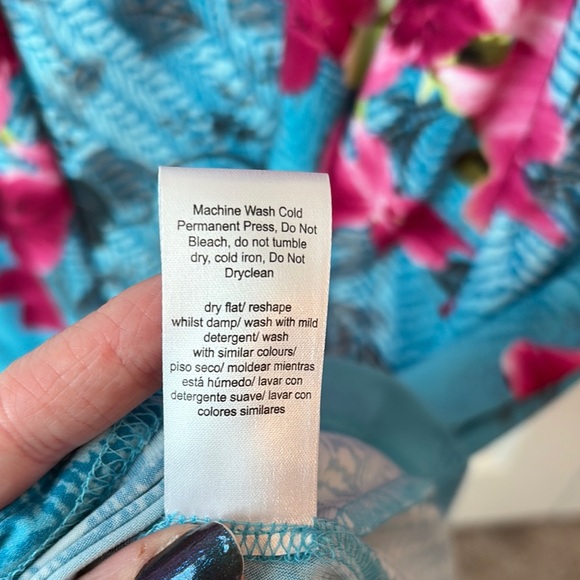 Machine Wash Cold
Permanent Press, Do Not
Bleach, do not tumble
dry, cold iron, Do Not
Dryclean
dry flat/ reshape
whilst damp/ wash with mild
detergent/ wash
with similar colours/
piso seco/ moldear mientras
está húmedo/ lavar con
detergente suave/ lavar con
colores similares